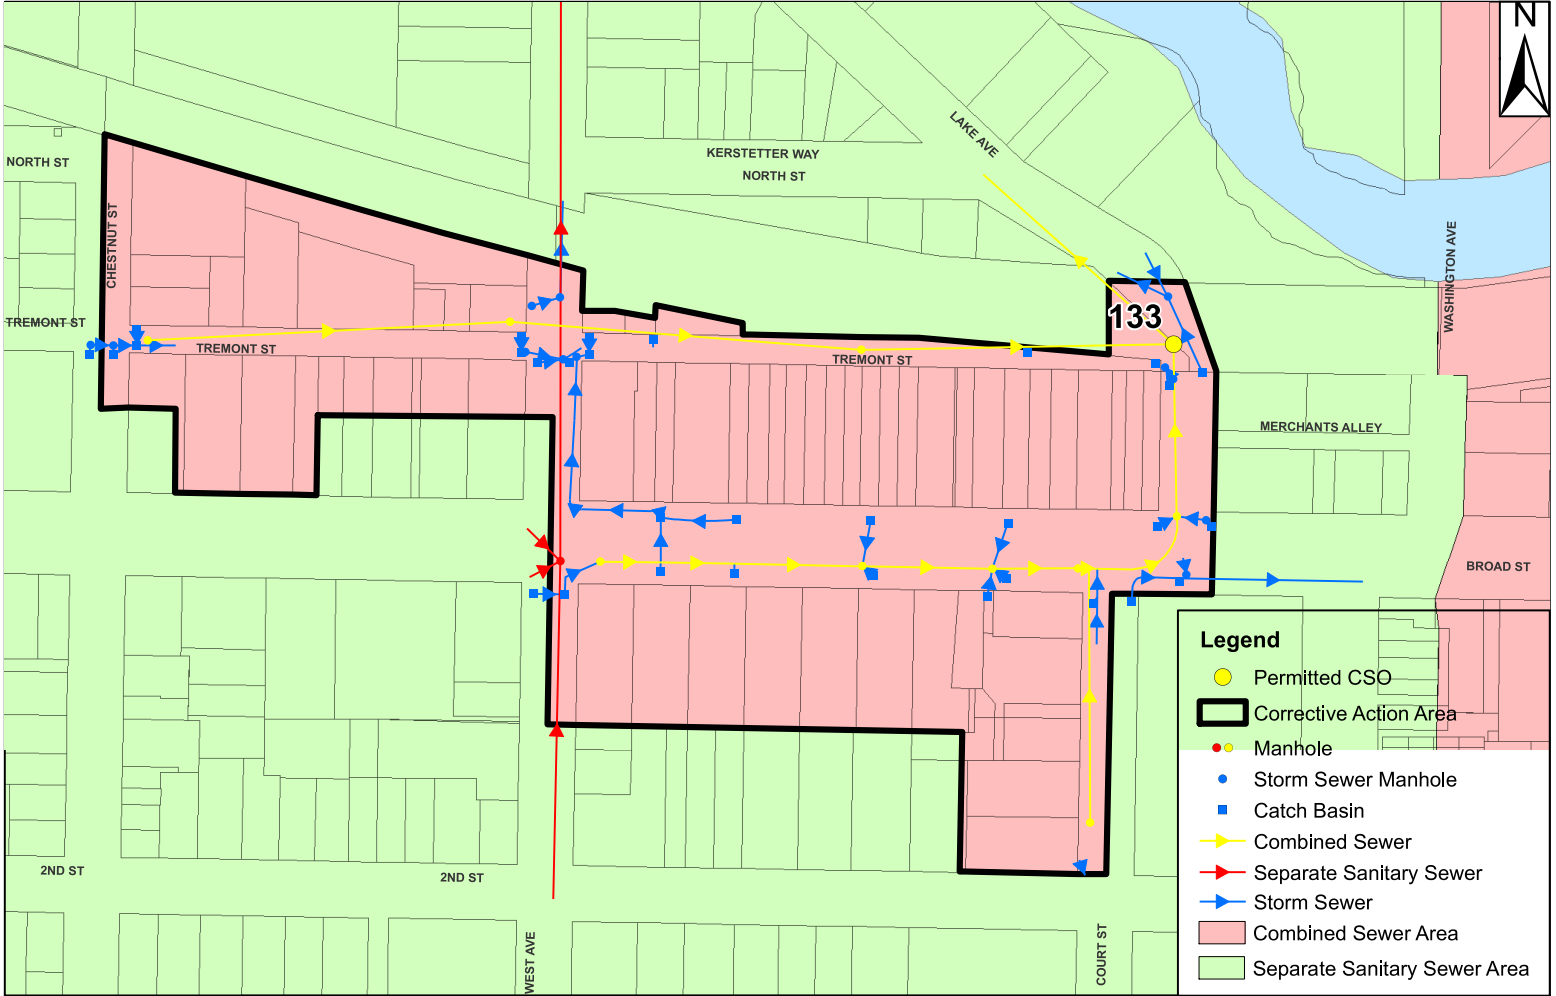 N
LAKE AVE
KERSTETTER WAY
NORTH ST
NORTH ST
CHESTNUT ST
WASHINGTON AVE
133
TREMONT ST
TREMONT ST
TREMONT ST
MERCHANTS ALLEY
BROAD ST
2ND ST
2ND ST
WEST AVE
COURT ST
Legend
Permitted CSO
Corrective Action Area
Manhole
Storm Sewer Manhole
Catch Basin
Combined Sewer
Separate Sanitary Sewer
Storm Sewer
Combined Sewer Area
Separate Sanitary Sewer Area